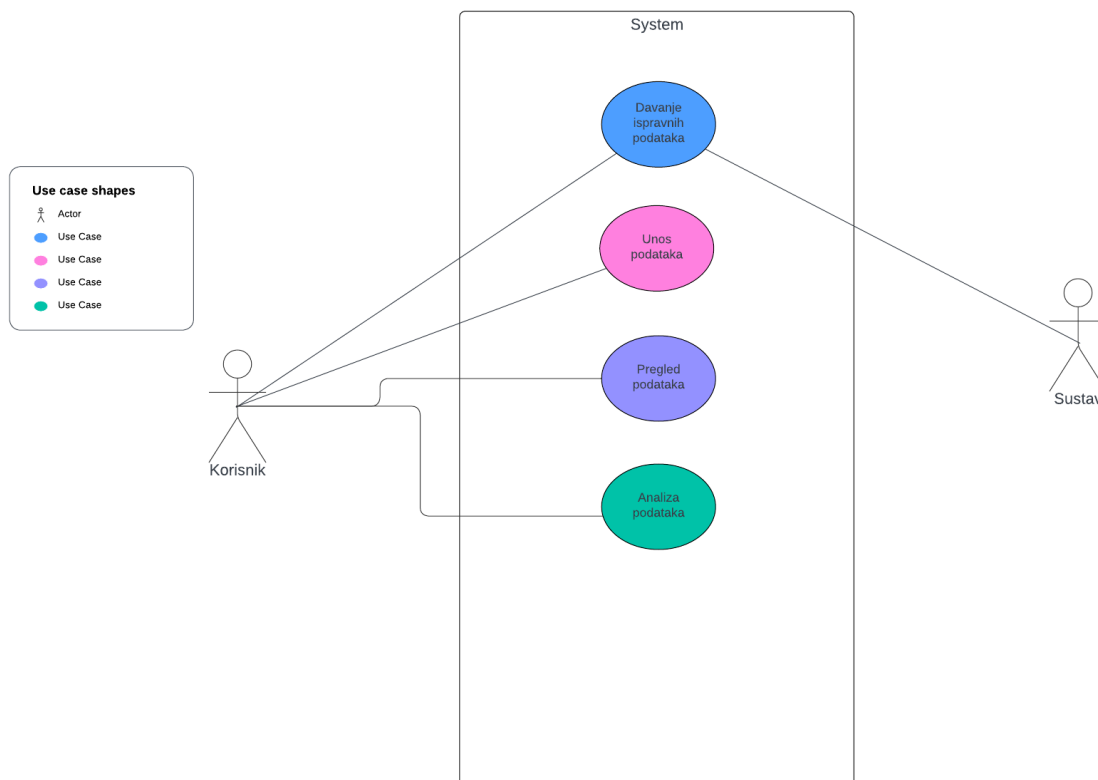 System
Davanje
ispravnih
podataka
Use case shapes
Actor
Use Case
Use Case
Use Case
Use Case
Unos
podataka
Pregled
podataka
Sustav
Korisnik
Analiza
podataka